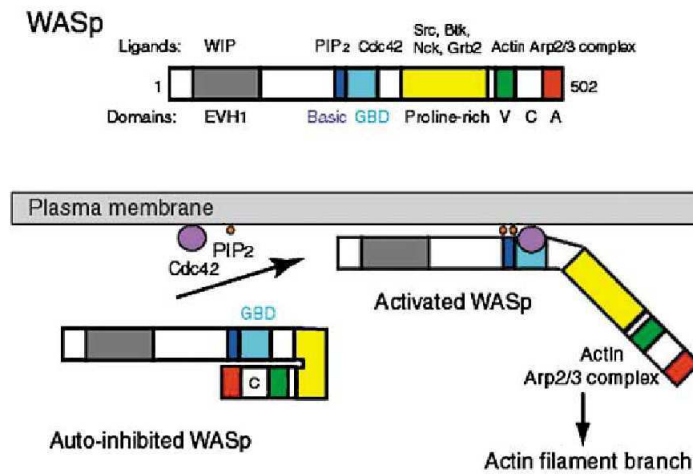 WASp
Src, Btk,
Ligands: WIP PIP2 Cdc42 Nck, Grb2 Actin Arp2/3 complex
1 502
Domains: EVH1 Basic GBD Proline-rich V C A
Plasma membrane
PIP2
Cdc42
GBD
Activated WASp
C
Actin
Arp2/3 complex
Auto-inhibited WASp
Actin filament branch